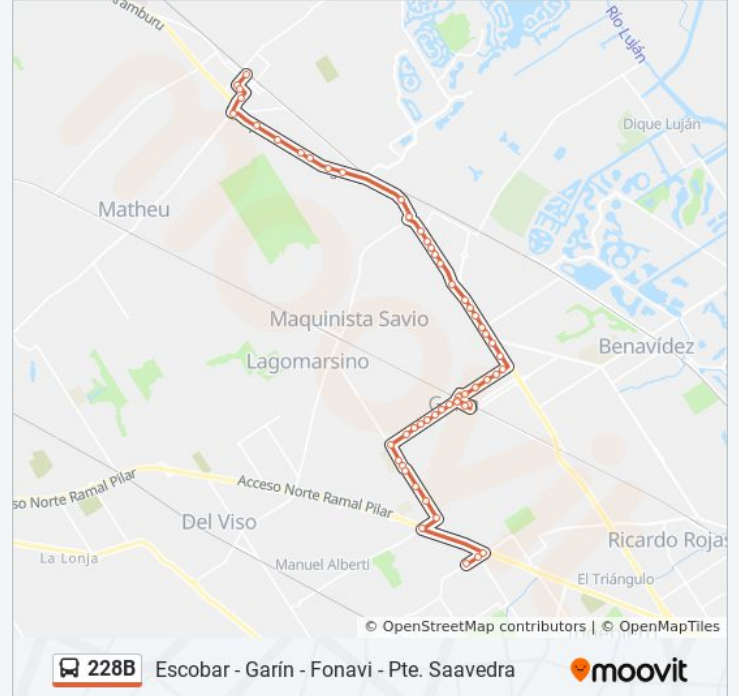 ramburu
Río Luján
Dique Luján
Matheu
Maquinista Savio
Benavídez
Lagomarsino
so Norte Ramal Pilar
Acceso Norte Ramal Pilar
Del Viso
Ricardo Rojas
La Lonja
Manuel Alberti
El Triángulo
© OpenStreetMap contributors | © OpenMapTiles
228B Escobar - Garín - Fonavi - Pte. Saavedra
moovit